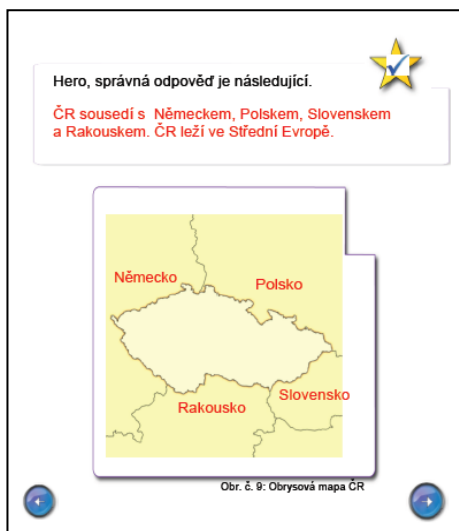 Hero, správná odpověď je následující.
ČR sousedí s Německem, Polskem, Slovenskem
a Rakouskem. ČR leží ve Střední Evropě.
Německo
Polsko
Slovensko
Rakousko
Obr. č. 9: Obrysová mapa ČR